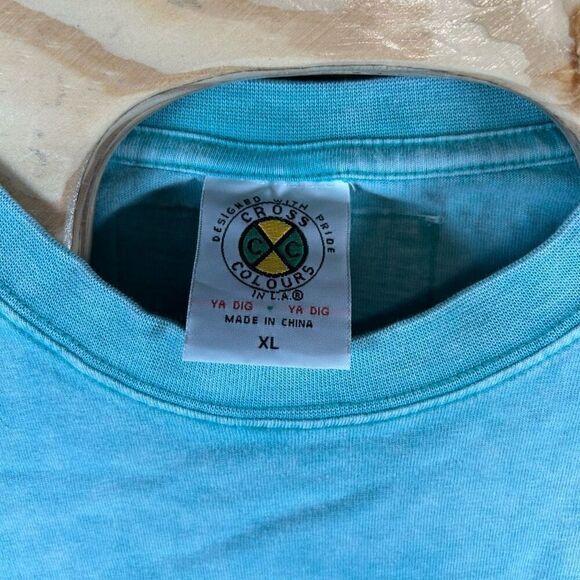 DESIGNED WITH PRIDE
CROSS
C C
COLOURS
IN L.A.®
YA DIG YA DIG
MADE IN CHINA
XL